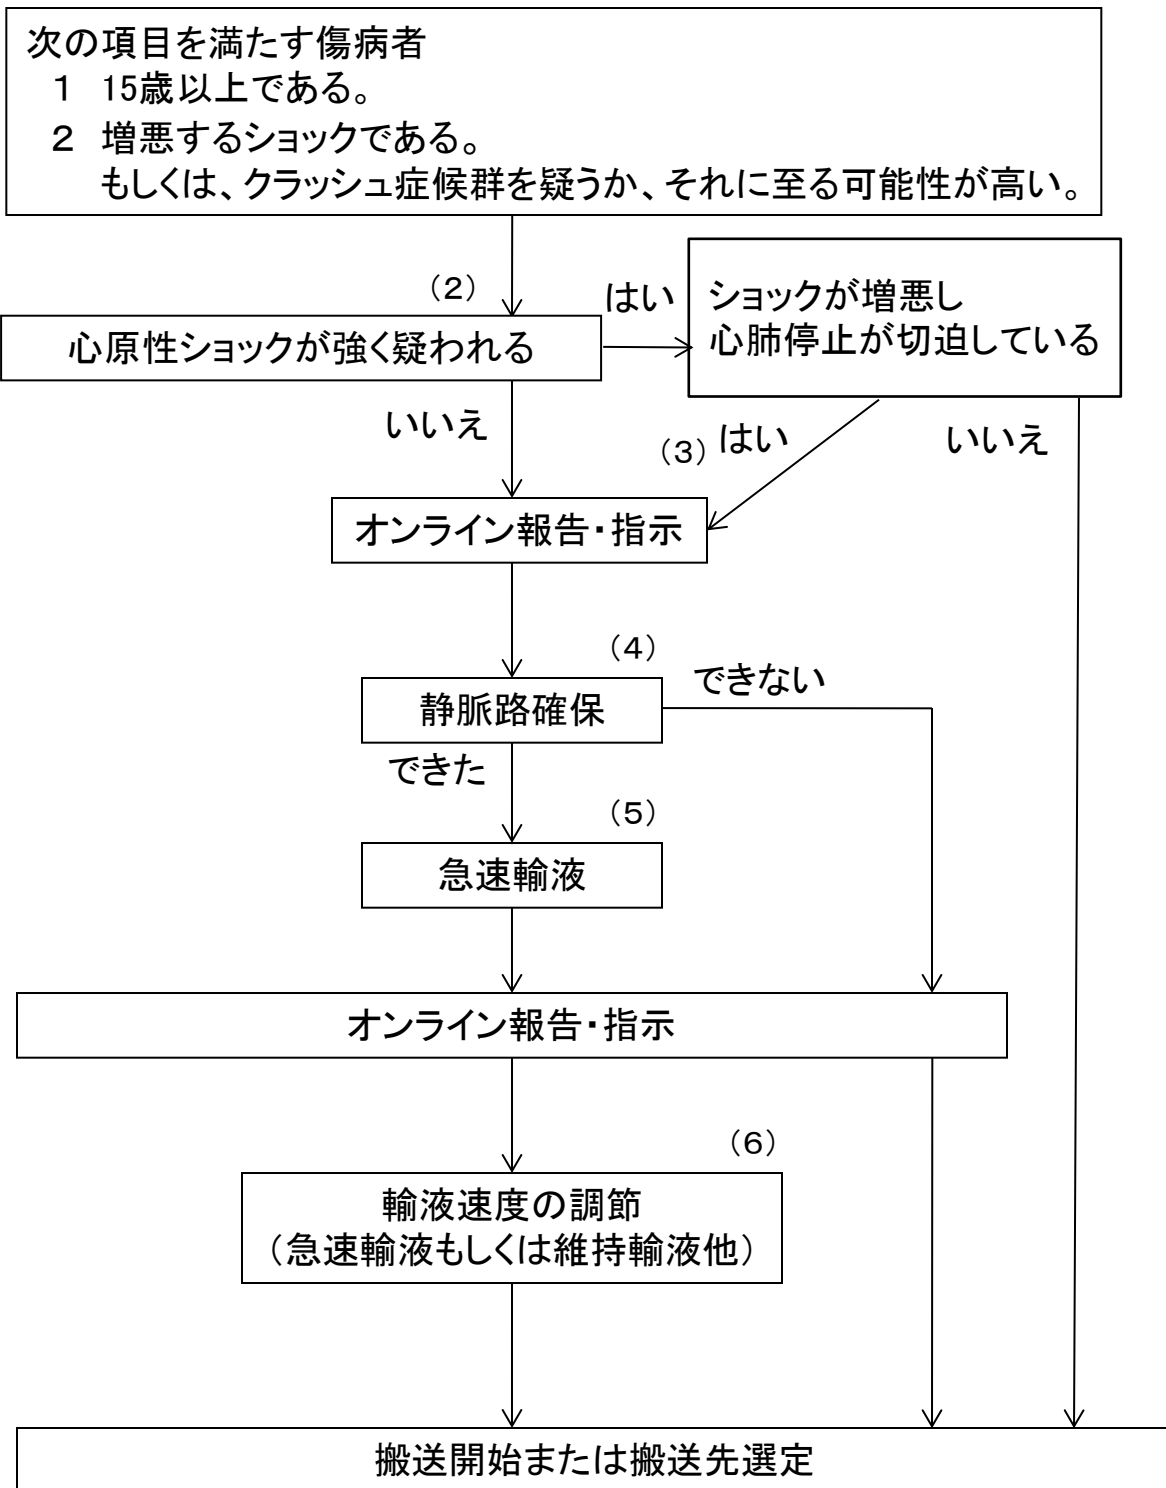 次の項目を満たす傷病者
１　15歳以上である。
２　増悪するショックである。
もしくは、クラッシュ症候群を疑うか、それに至る可能性が高い。
（2）
はい
ショックが増悪し
心肺停止が切迫している
心原性ショックが強く疑われる
いいえ
（3）
はい
いいえ
オンライン報告・指示
（4）
できない
静脈路確保
できた
（5）
急速輸液
オンライン報告・指示
（6）
輸液速度の調節
（急速輸液もしくは維持輸液他）
搬送開始または搬送先選定